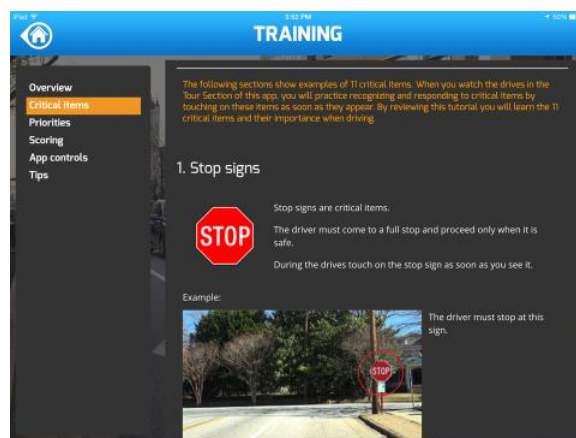 iPad
3:52 PM
50%
TRAINING
Overview
Critical items
Priorities
Scoring
App controls
Tips
The following sections show examples of 11 critical items. When you watch the drives in the
Tour Section of this app, you will practice recognizing and responding to critical items by
touching on these items as soon as they appear. By reviewing this tutorial you will learn the 11
critical items and their importance when driving.
1. Stop signs
STOP
Stop signs are critical items.
The driver must come to a full stop and proceed only when it is
safe.
During the drives touch on the stop sign as soon as you see it.
Example:
STOP
The driver must stop at this
sign.